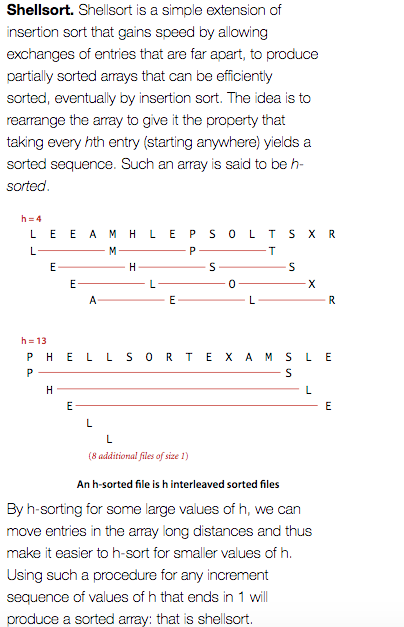 Shellsort. Shellsort is a simple extension of
insertion sort that gains speed by allowing
exchanges of entries that are far apart, to produce
partially sorted arrays that can be efficiently
sorted, eventually by insertion sort. The idea is to
rearrange the array to give it the property that
taking every hth entry (starting anywhere) yields a
sorted sequence. Such an array is said to be h-
sorted.
h = 4
L E E A M H L E P S O L T S X R
L M P T
E H S S
E L O X
A E L R
h = 13
P H E L L S O R T E X A M S L E
P S
H L
E E
L
L
(8 additional files of size 1)
An h-sorted file is h interleaved sorted files
By h-sorting for some large values of h, we can
move entries in the array long distances and thus
make it easier to h-sort for smaller values of h.
Using such a procedure for any increment
sequence of values of h that ends in 1 will
produce a sorted array: that is shellsort.